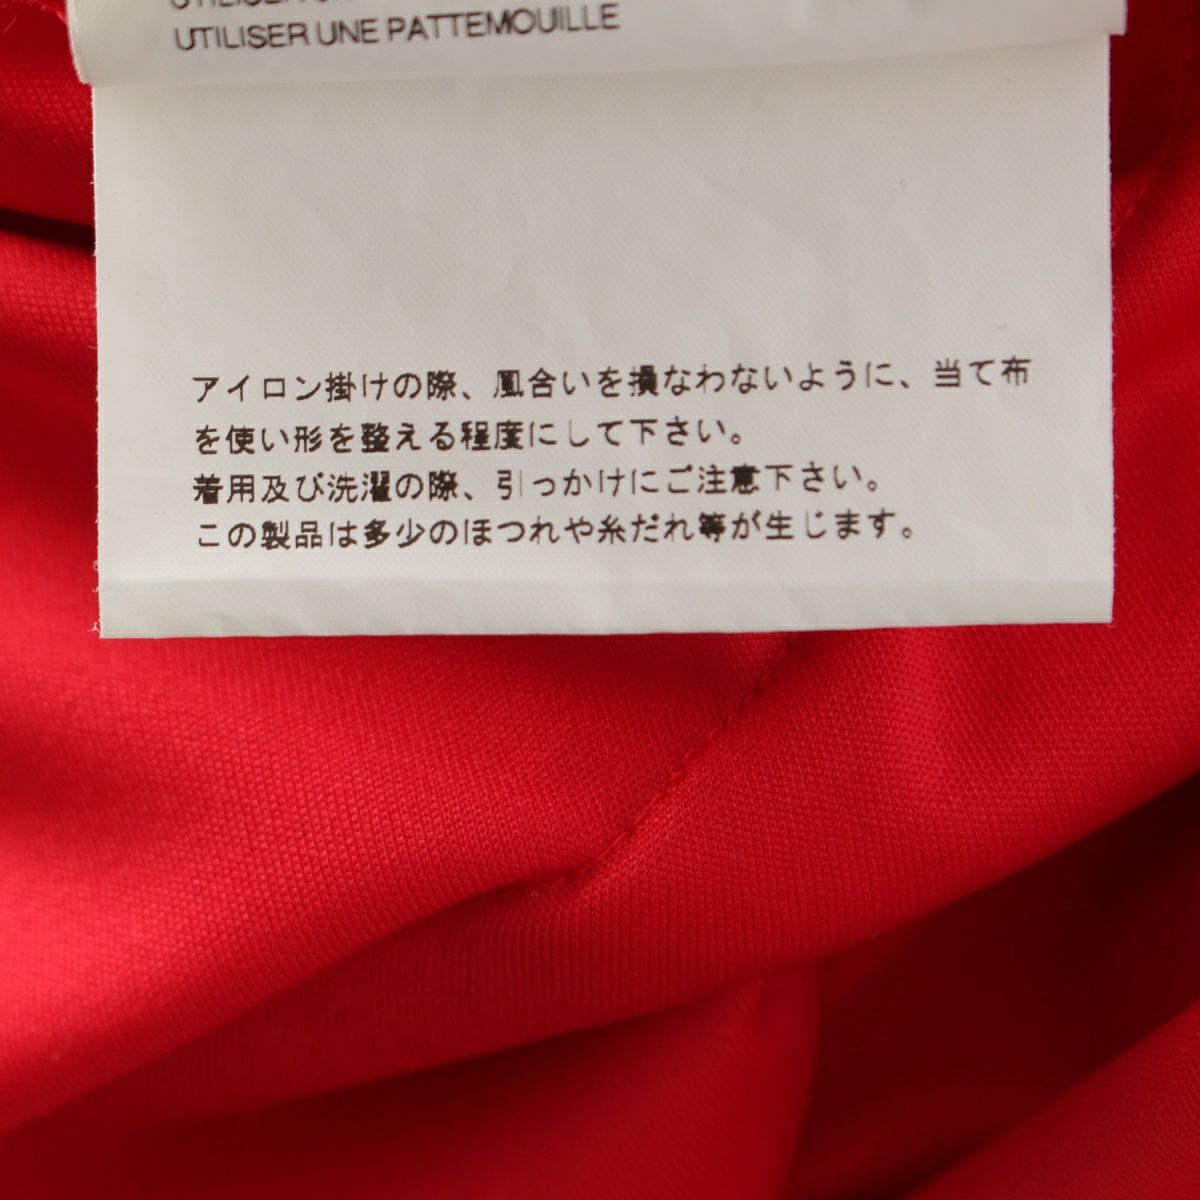 UTILISER UNE PATTEMOUILLE
アイロン掛けの際、風合いを損なわないように、当て布
を使い形を整える程度にして下さい。
着用及び洗濯の際、引っかけにご注意下さい。
この製品は多少のほつれや糸だれ等が生じます。